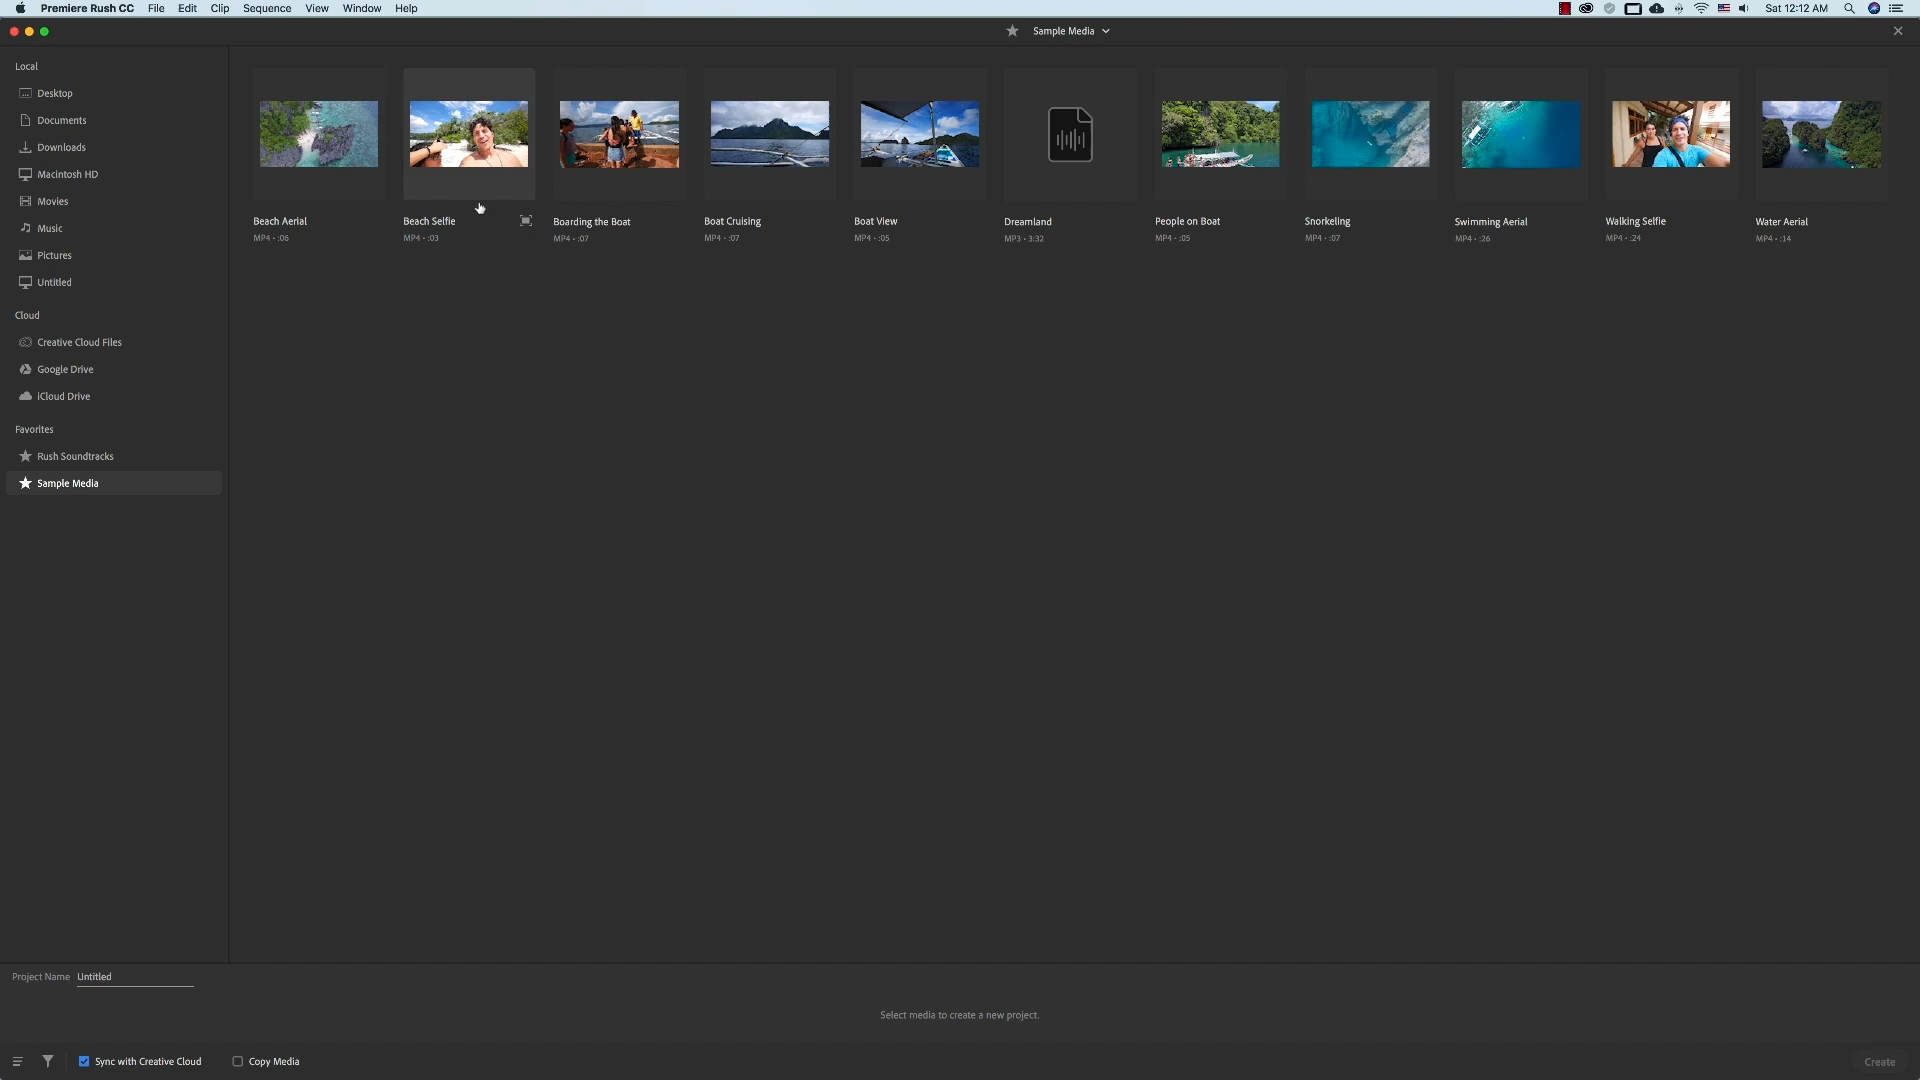 Premiere Rush CC File Edit Clip Sequence View Window Help Sat 12:12 AM
Sample Media
Local
Desktop
Documents
Downloads
Macintosh HD
Movies
Music
Pictures
Untitled
Cloud
Creative Cloud Files
Google Drive
iCloud Drive
Favorites
Rush Soundtracks
Sample Media
Beach Aerial
MP4 • :06
Beach Selfie
MP4 • :03
Boarding the Boat
MP4 • :07
Boat Cruising
MP4 • :07
Boat View
MP4 • :05
Dreamland
MP3 • 3:32
People on Boat
MP4 • :05
Snorkeling
MP4 • :07
Swimming Aerial
MP4 • :26
Walking Selfie
MP4 • :24
Water Aerial
MP4 • :14
Project Name Untitled
Select media to create a new project.
Sync with Creative Cloud Copy Media Create